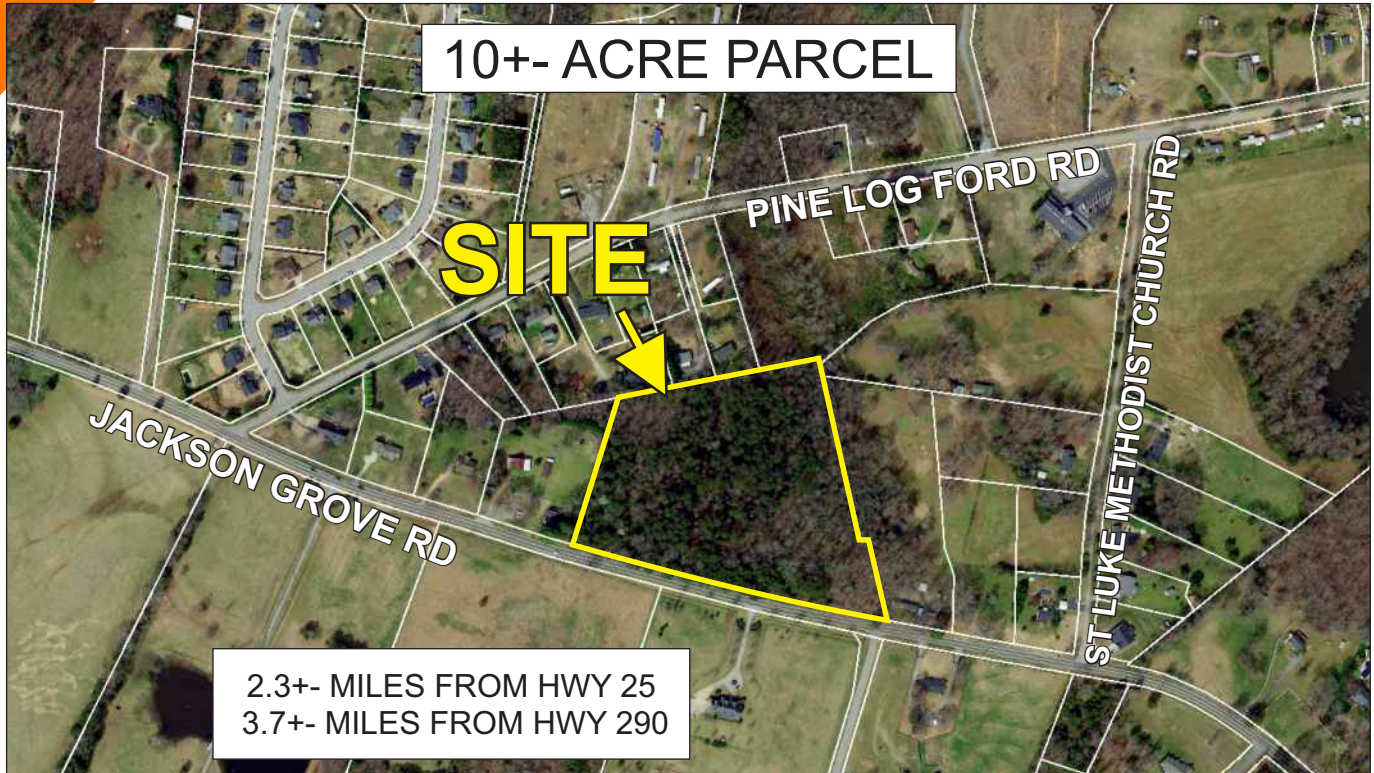 10+- ACRE PARCEL
PINE LOG FORD RD
SITE
ST LUKE METHODIST CHURCH RD
JACKSON GROVE RD
2.3+- MILES FROM HWY 25
3.7+- MILES FROM HWY 290